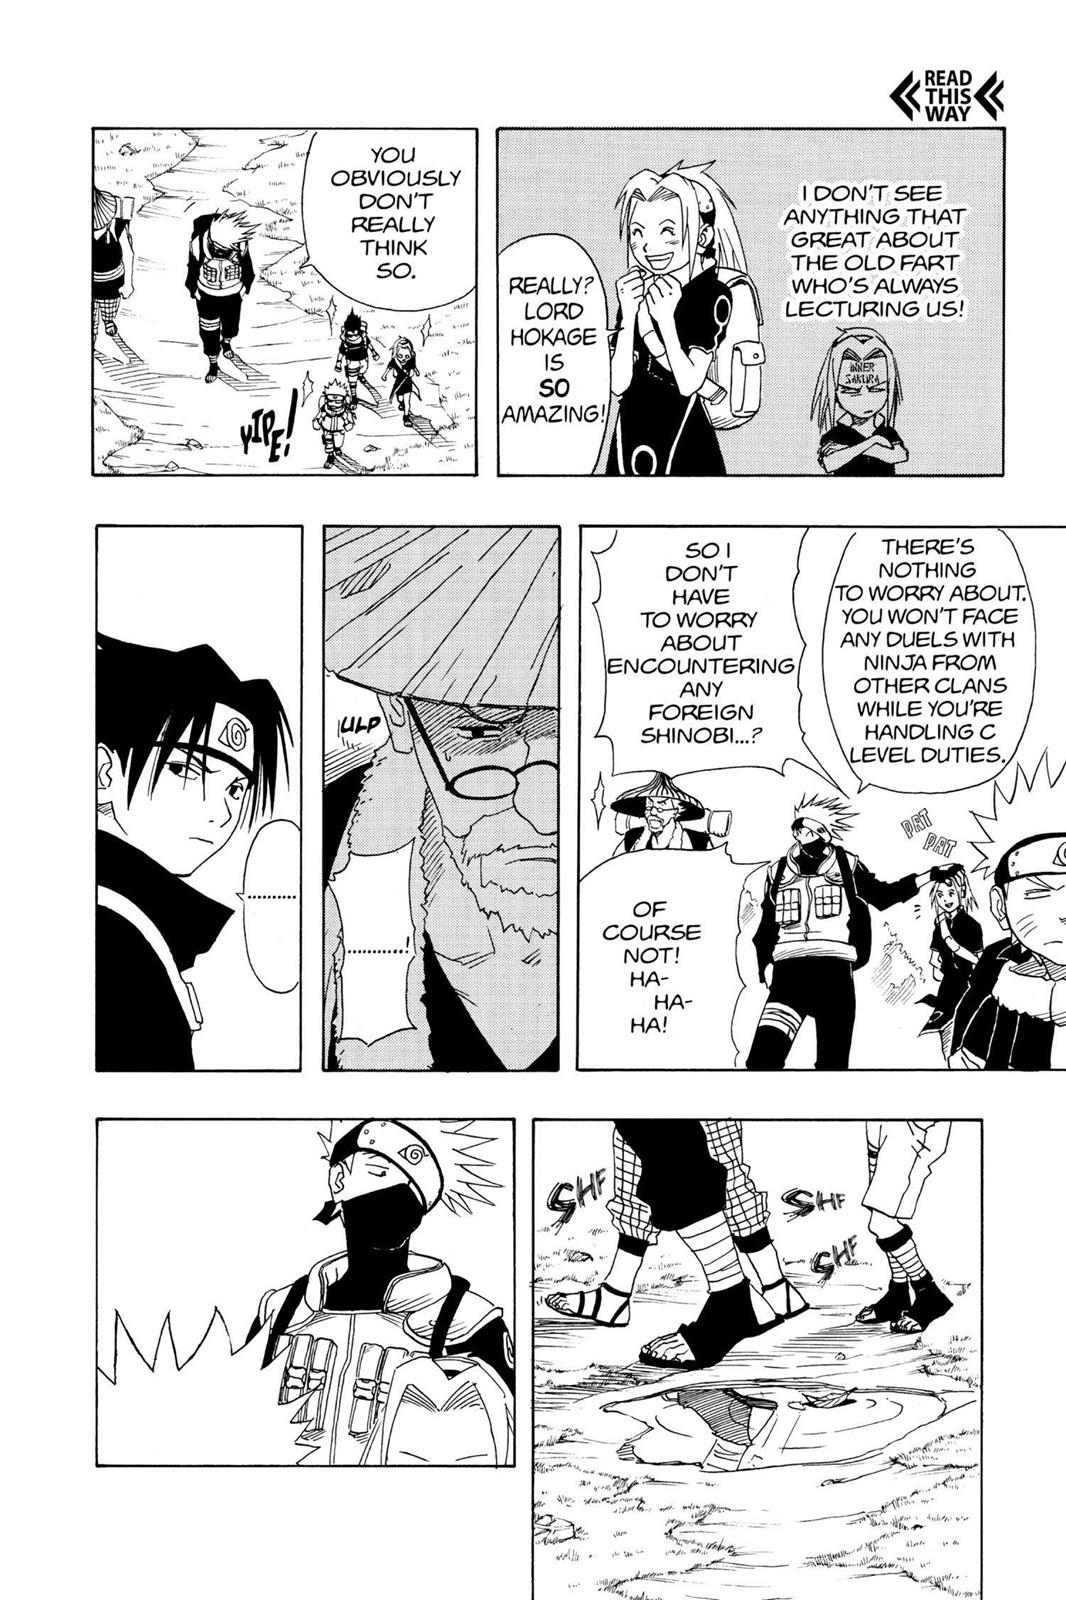 READ
THIS
WAY
I DON'T SEE
ANYTHING THAT
GREAT ABOUT
THE OLD FART
WHO'S ALWAYS
LECTURING US!
INNER
SAKURA
REALLY?
LORD
HOKAGE
IS
SO
AMAZING!
YOU
OBVIOUSLY
DON'T
REALLY
THINK
SO.
YIPE!
THERE'S
NOTHING
TO WORRY ABOUT.
YOU WON'T FACE
ANY DUELS WITH
NINJA FROM
OTHER CLANS
WHILE YOU'RE
HANDLING C
LEVEL DUTIES.
PAT
PAT
SO I
DON'T
HAVE
TO WORRY
ABOUT
ENCOUNTERING
ANY
FOREIGN
SHINOBI...?
OF
COURSE
NOT!
HA-
HA-
HA!
ULP
..............!
..............
SHF
SHF
SHF